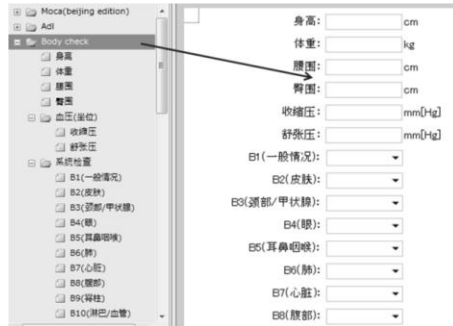 Moca(beijing edition)
Adl
Body check
身高
体重
腰围
臀围
血压(坐位)
收缩压
舒张压
系统检查
B1(一般情况)
B2(皮肤)
B3(颈部/甲状腺)
B4(眼)
B5(耳鼻咽喉)
B6(肺)
B7(心脏)
B8(腹部)
B9(脊柱)
B10(淋巴/血管)
身高: cm
体重: kg
腰围: cm
臀围: cm
收缩压: mm[Hg]
舒张压: mm[Hg]
B1(一般情况):
B2(皮肤):
B3(颈部/甲状腺):
B4(眼):
B5(耳鼻咽喉):
B6(肺):
B7(心脏):
B8(腹部):